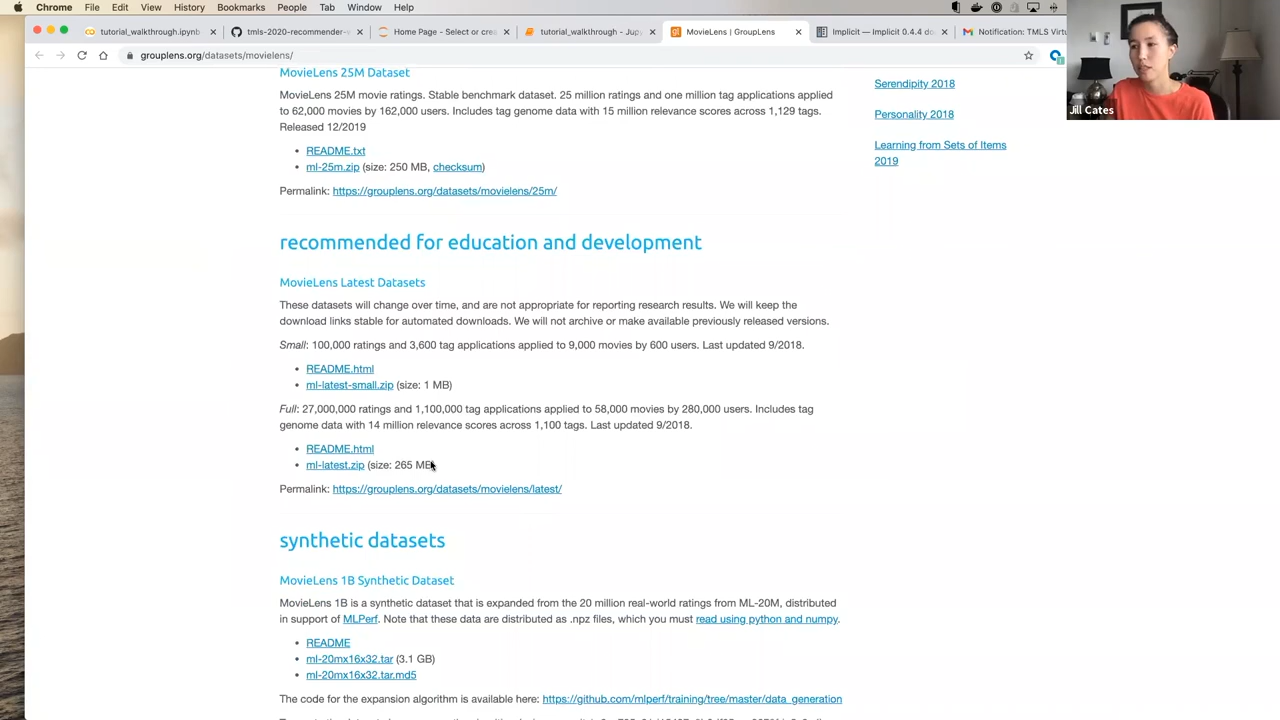 Chrome File Edit View History Bookmarks People Tab Window Help
tutorial_walkthrough.ipynb
tmls-2020-recommender-
Home Page - Select or crea
tutorial_walkthrough - Jup
MovieLens | GroupLens
Implicit — Implicit 0.4.4 do
Notification: TMLS Virtu
grouplens.org/datasets/movielens/
Jill Cates
MovieLens 25M Dataset
MovieLens 25M movie ratings. Stable benchmark dataset. 25 million ratings and one million tag applications applied
to 62,000 movies by 162,000 users. Includes tag genome data with 15 million relevance scores across 1,129 tags.
Released 12/2019
README.txt
ml-25m.zip (size: 250 MB, checksum)
Permalink: https://grouplens.org/datasets/movielens/25m/
recommended for education and development
MovieLens Latest Datasets
These datasets will change over time, and are not appropriate for reporting research results. We will keep the
download links stable for automated downloads. We will not archive or make available previously released versions.
Small: 100,000 ratings and 3,600 tag applications applied to 9,000 movies by 600 users. Last updated 9/2018.
README.html
ml-latest-small.zip (size: 1 MB)
Full: 27,000,000 ratings and 1,100,000 tag applications applied to 58,000 movies by 280,000 users. Includes tag
genome data with 14 million relevance scores across 1,100 tags. Last updated 9/2018.
README.html
ml-latest.zip (size: 265 MB)
Permalink: https://grouplens.org/datasets/movielens/latest/
synthetic datasets
MovieLens 1B Synthetic Dataset
MovieLens 1B is a synthetic dataset that is expanded from the 20 million real-world ratings from ML-20M, distributed
in support of MLPerf. Note that these data are distributed as .npz files, which you must read using python and numpy.
README
ml-20mx16x32.tar (3.1 GB)
ml-20mx16x32.tar.md5
The code for the expansion algorithm is available here: https://github.com/mlperf/training/tree/master/data_generation
Serendipity 2018
Personality 2018
Learning from Sets of Items
2019